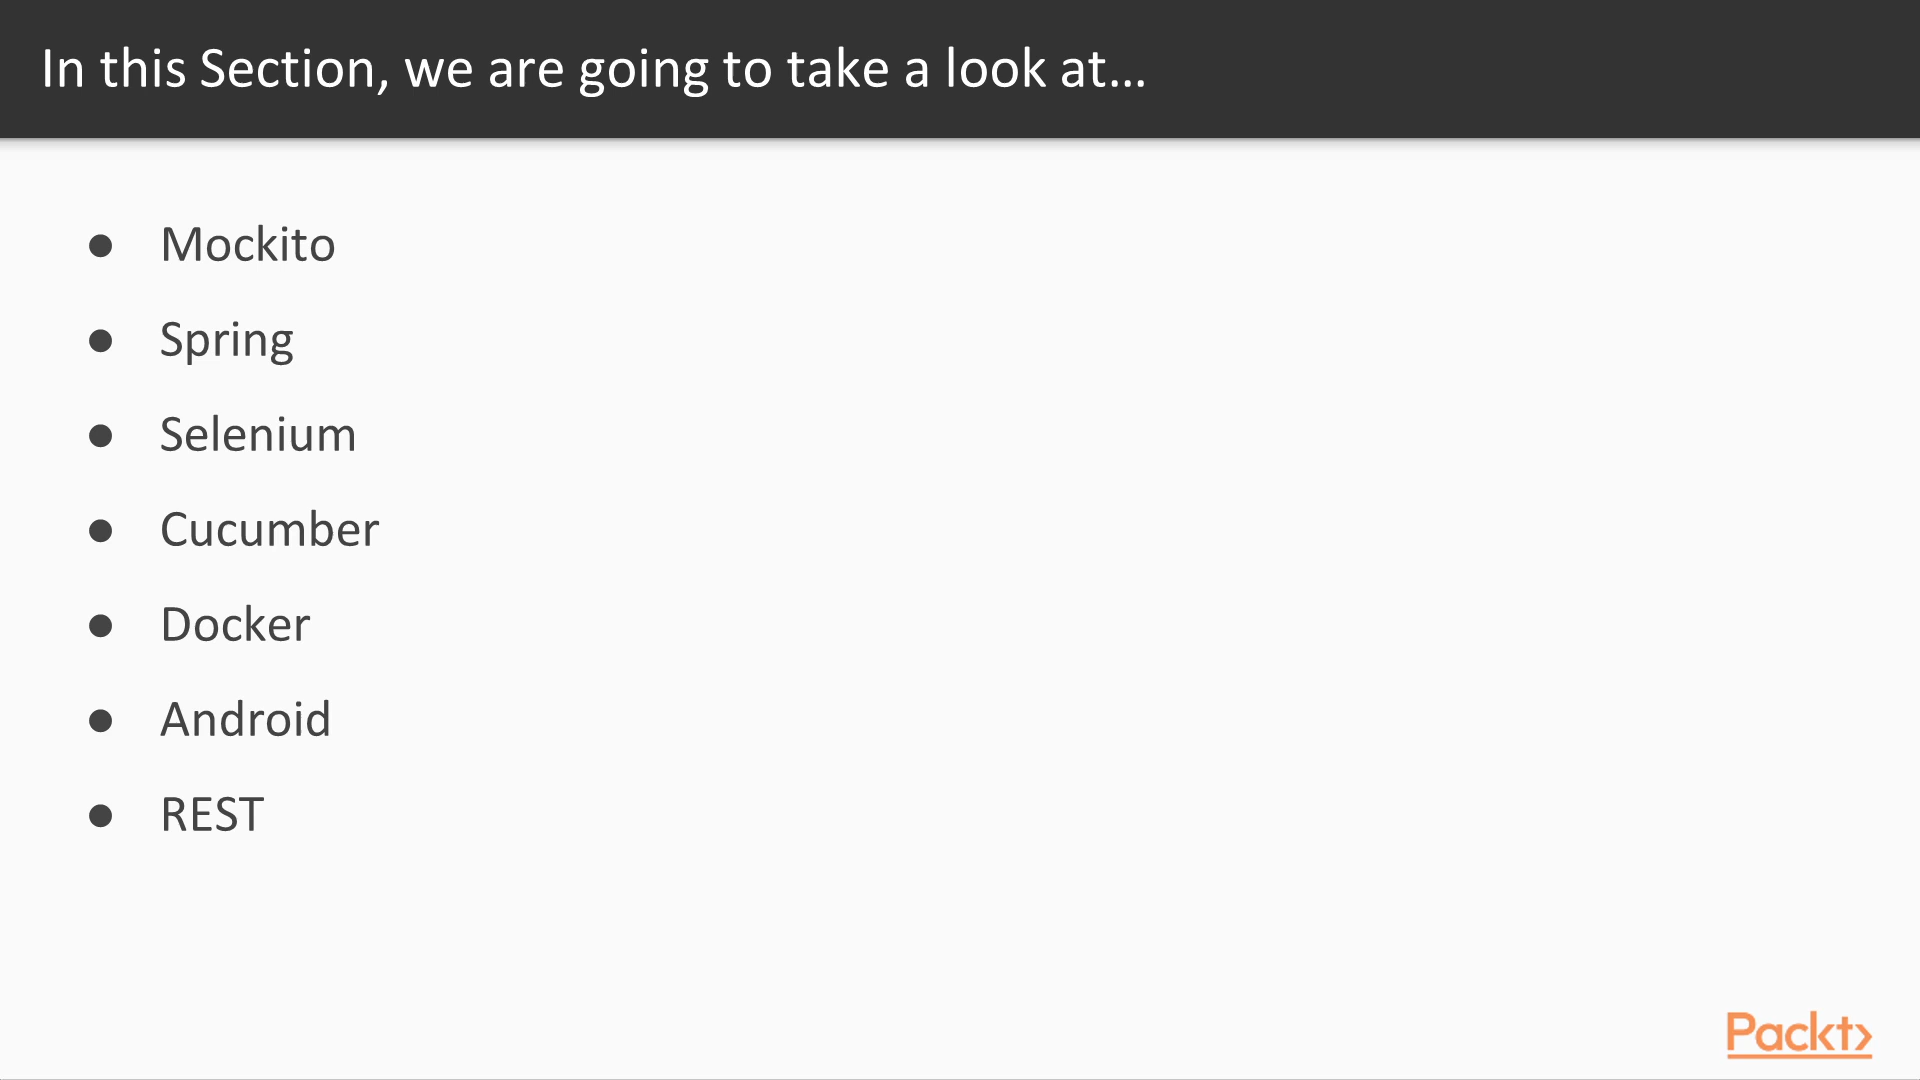 In this Section, we are going to take a look at...
● Mockito
● Spring
● Selenium
● Cucumber
● Docker
● Android
● REST
Packt>